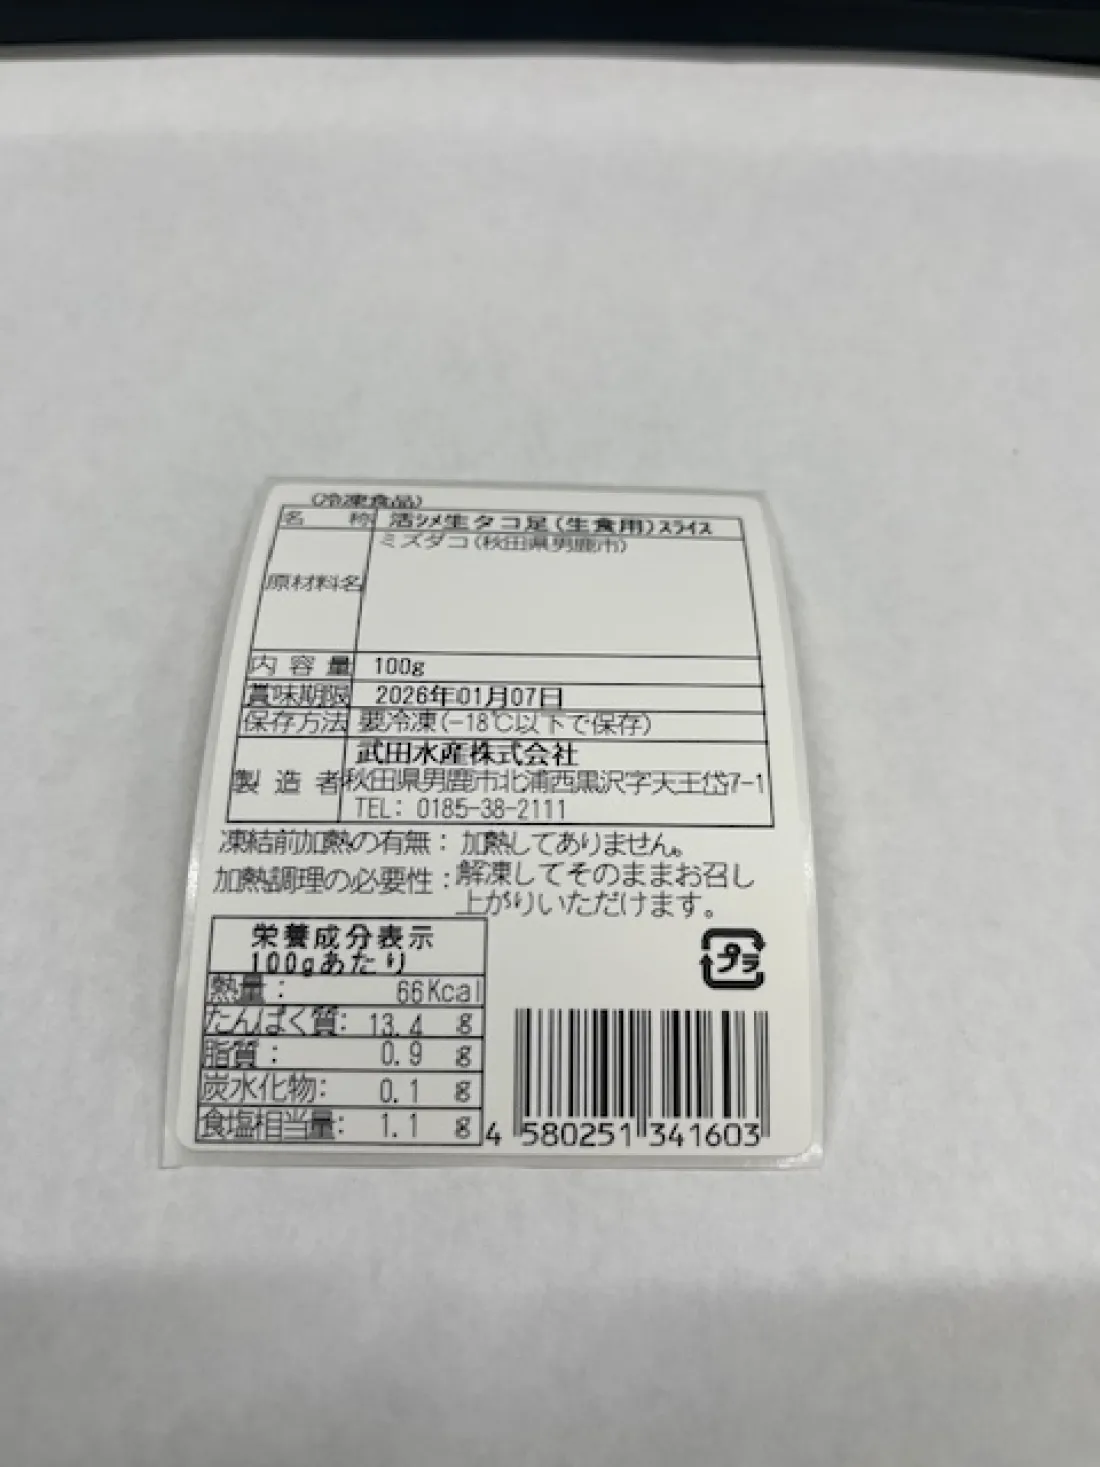 (冷凍食品)
名 称 活シメ生タコ足(生食用)スライス
原材料名 ミズダコ(秋田県男鹿市)
内容量 100g
賞味期限 2026年01月07日
保存方法 要冷凍(-18℃以下で保存)
製造者 武田水産株式会社
秋田県男鹿市北浦西黒沢字天王岱7-1
TEL: 0185-38-2111
凍結前加熱の有無：加熱してありません。
加熱調理の必要性：解凍してそのままお召し
上がりいただけます。
栄養成分表示
100gあたり
熱量： 66Kcal
たんぱく質： 13.4 g
脂質： 0.9 g
炭水化物： 0.1 g
食塩相当量： 1.1 g
プラ
4 580251 341603